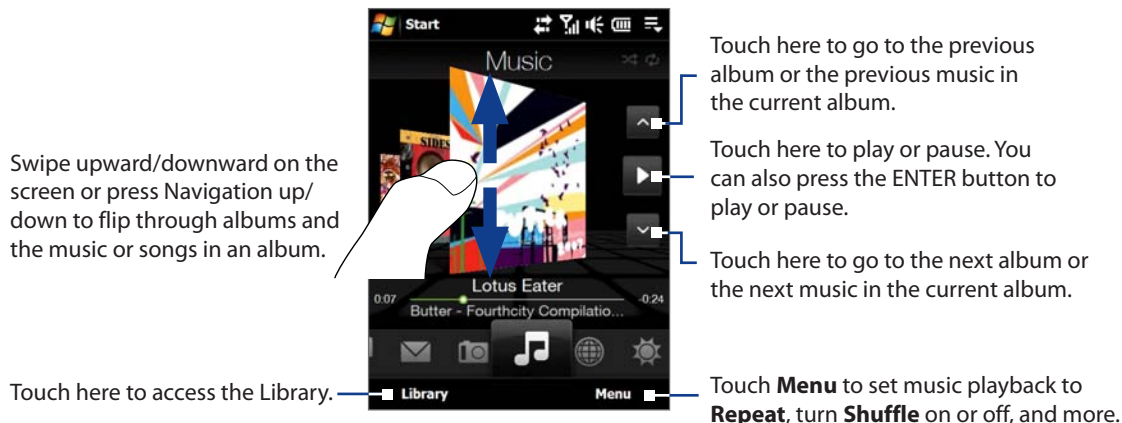 Start
Music
Touch here to go to the previous
album or the previous music in
the current album.
Swipe upward/downward on the
screen or press Navigation up/
down to flip through albums and
the music or songs in an album.
Touch here to play or pause. You
can also press the ENTER button to
play or pause.
Touch here to go to the next album or
the next music in the current album.
SIDES
Lotus Eater
0:07
-0:24
Butter - Fourthcity Compilatio...
Touch here to access the Library.
Library
Menu
Touch Menu to set music playback to
Repeat, turn Shuffle on or off, and more.